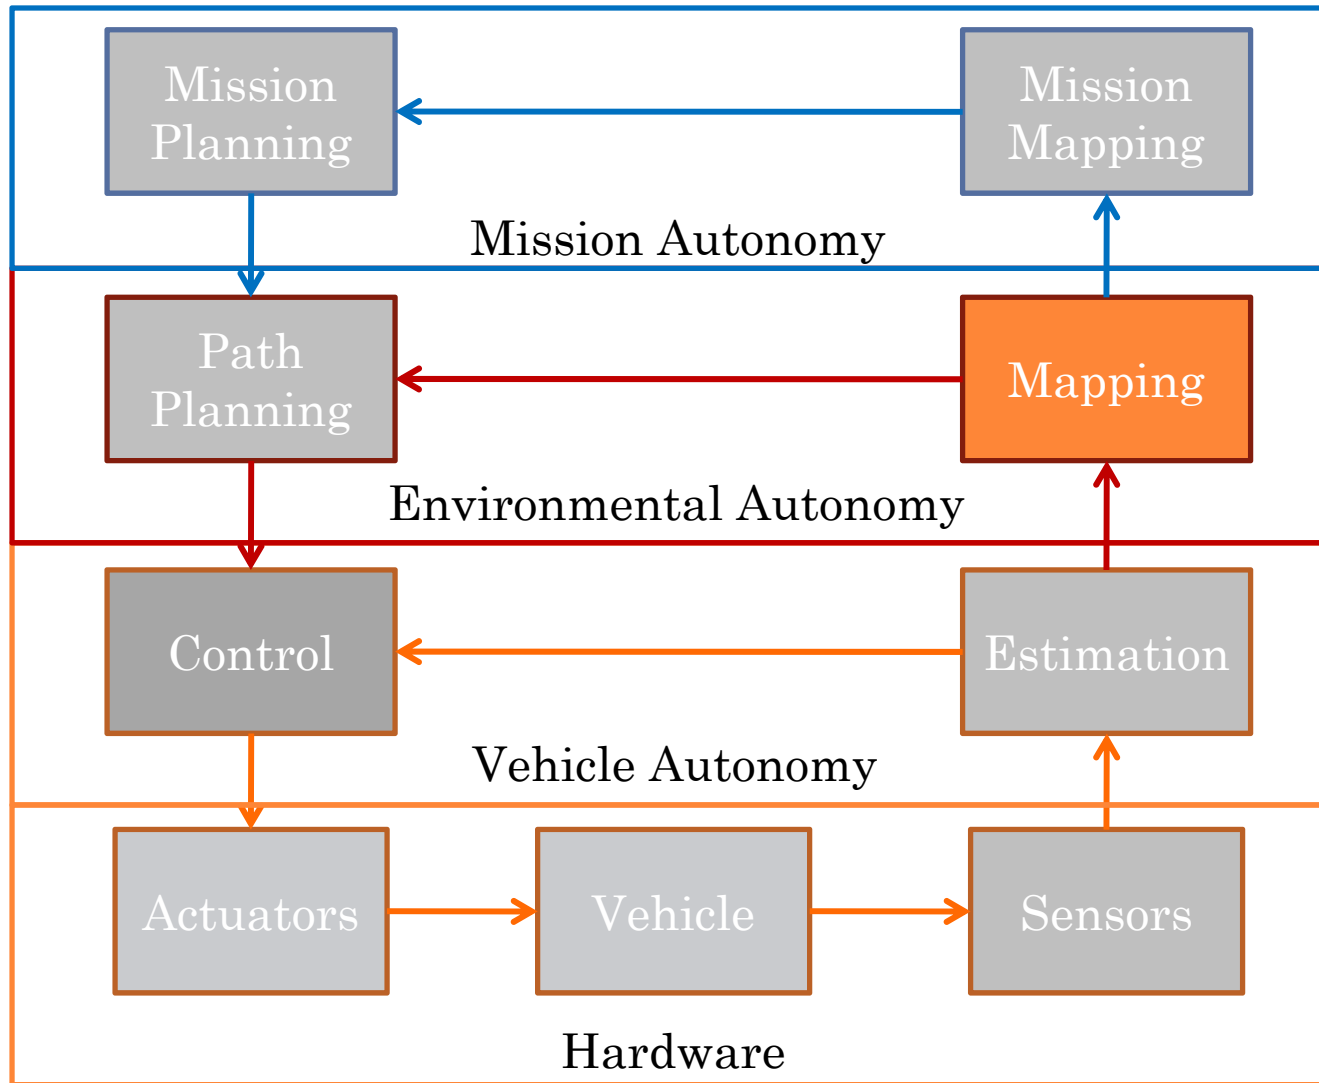 Mission
Planning
Mission
Mapping
Mission Autonomy
Path
Planning
Mapping
Environmental Autonomy
Control
Estimation
Vehicle Autonomy
Actuators
Vehicle
Sensors
Hardware